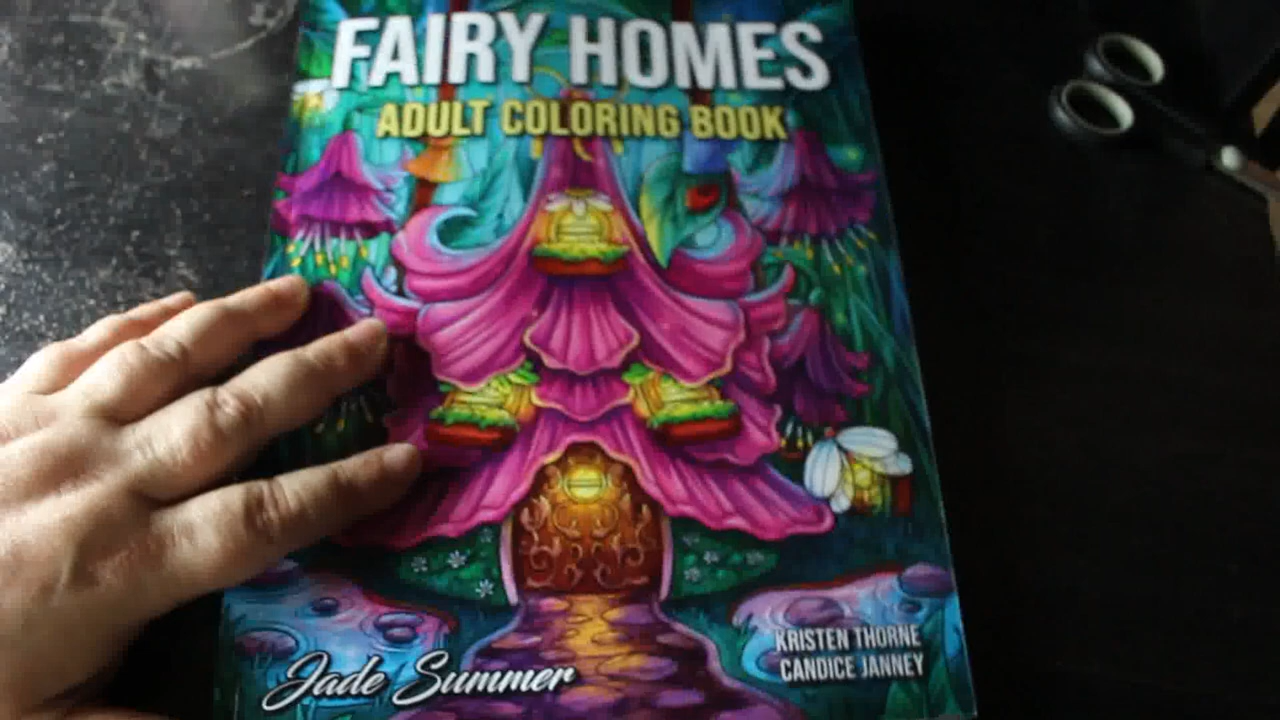 FAIRY HOMES
ADULT COLORING BOOK
KRISTEN THORNE
CANDICE JANNEY
Jade Summer